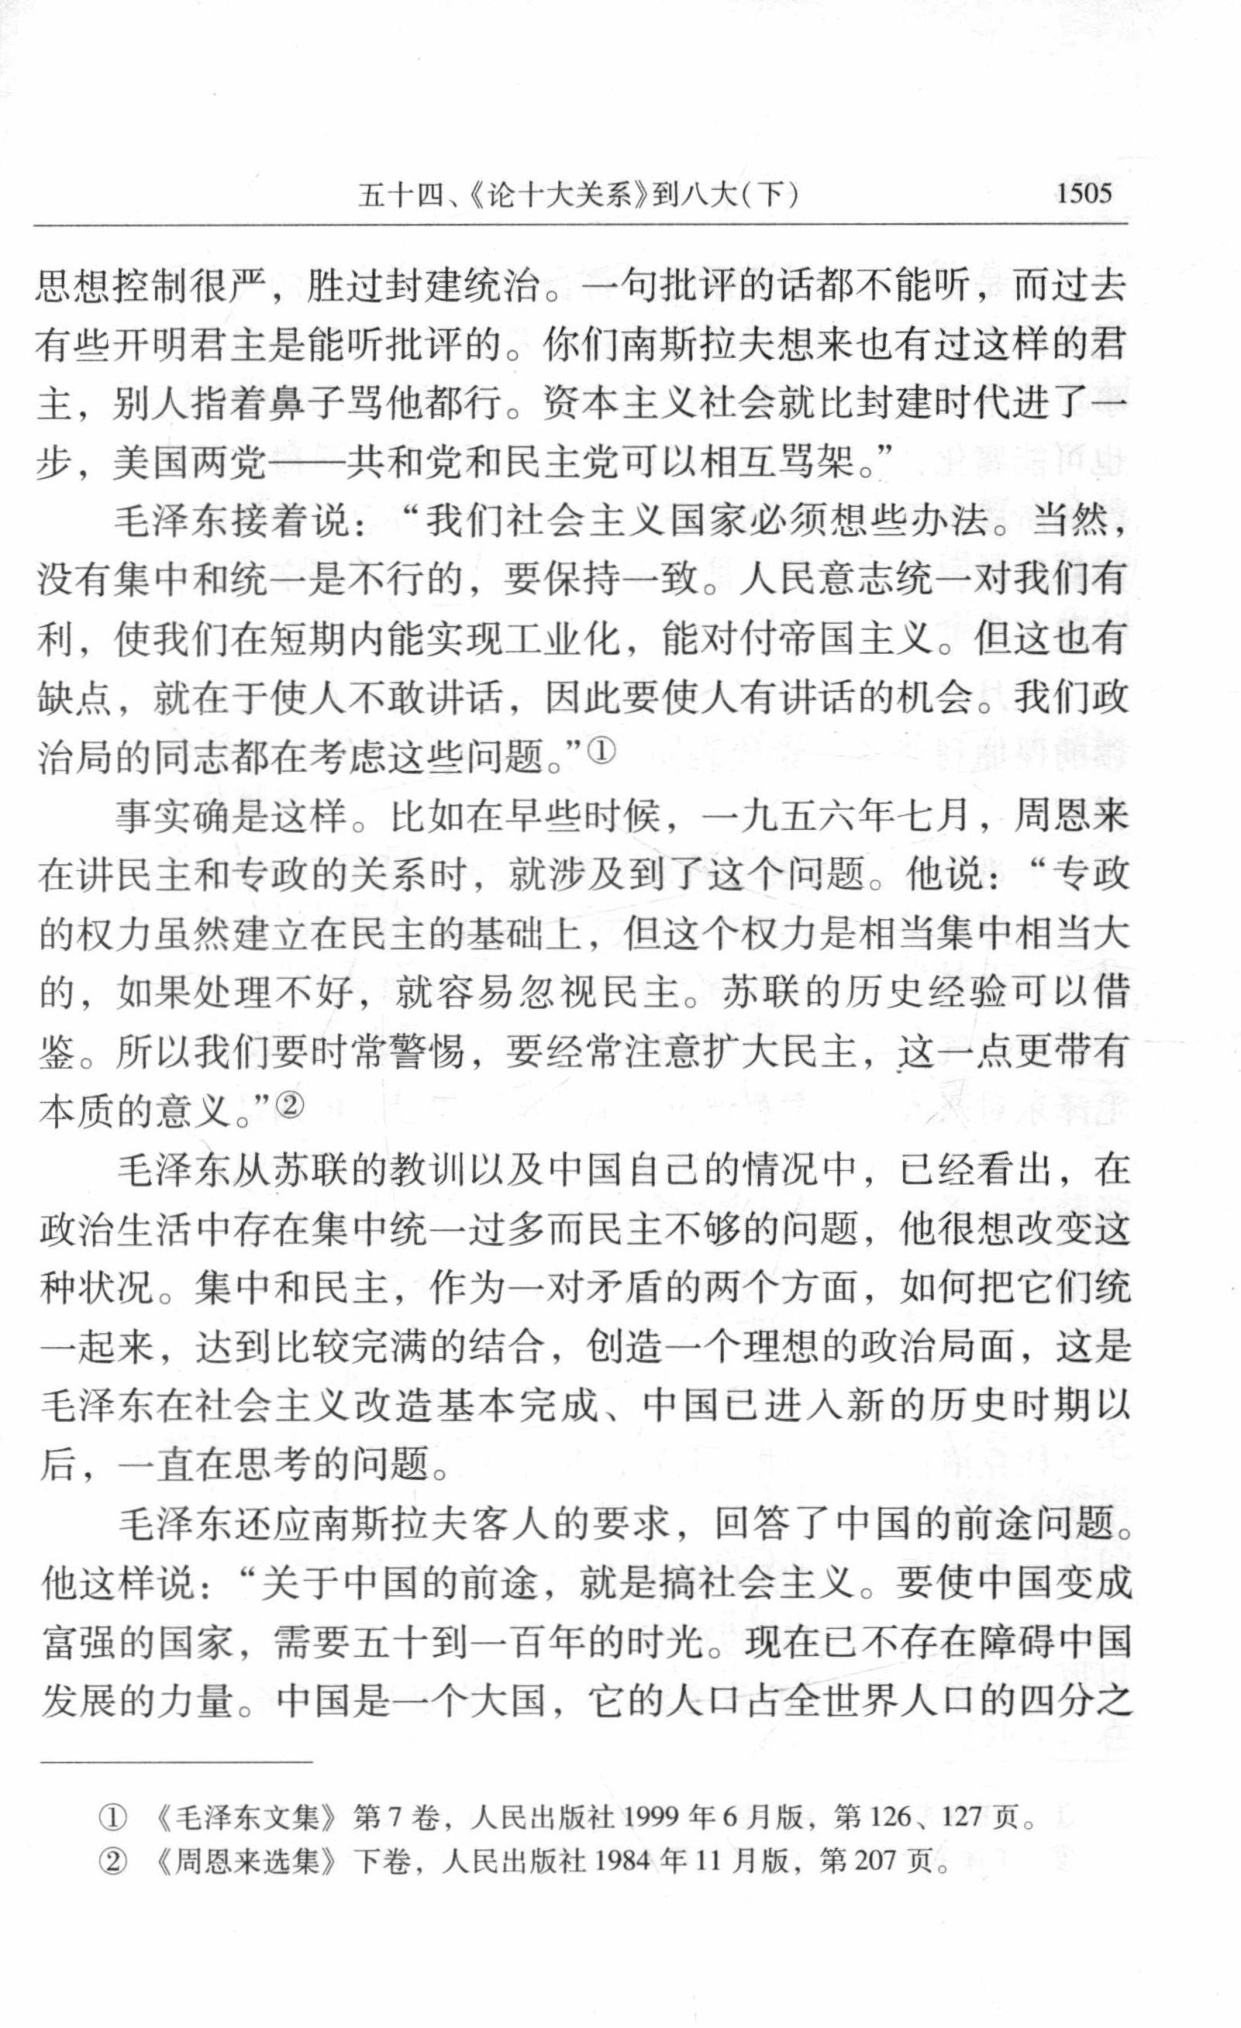 五十四、《论十大关系》到八大(下) 1505
思想控制很严，胜过封建统治。一句批评的话都不能听，而过去
有些开明君主是能听批评的。你们南斯拉夫想来也有过这样的君
主，别人指着鼻子骂他都行。资本主义社会就比封建时代进了一
步，美国两党——共和党和民主党可以相互骂架。”
毛泽东接着说：“我们社会主义国家必须想些办法。当然，
没有集中和统一是不行的，要保持一致。人民意志统一对我们有
利，使我们在短期内能实现工业化，能对付帝国主义。但这也有
缺点，就在于使人不敢讲话，因此要使人有讲话的机会。我们政
治局的同志都在考虑这些问题。”①
事实确是这样。比如在早些时候，一九五六年七月，周恩来
在讲民主和专政的关系时，就涉及到了这个问题。他说：“专政
的权力虽然建立在民主的基础上，但这个权力是相当集中相当大
的，如果处理不好，就容易忽视民主。苏联的历史经验可以借
鉴。所以我们要时常警惕，要经常注意扩大民主，这一点更带有
本质的意义。”②
毛泽东从苏联的教训以及中国自己的情况中，已经看出，在
政治生活中存在集中统一过多而民主不够的问题，他很想改变这
种状况。集中和民主，作为一对矛盾的两个方面，如何把它们统
一起来，达到比较完满的结合，创造一个理想的政治局面，这是
毛泽东在社会主义改造基本完成、中国已进入新的历史时期以
后，一直在思考的问题。
毛泽东还应南斯拉夫客人的要求，回答了中国的前途问题。
他这样说：“关于中国的前途，就是搞社会主义。要使中国变成
富强的国家，需要五十到一百年的时光。现在已不存在障碍中国
发展的力量。中国是一个大国，它的人口占全世界人口的四分之
① 《毛泽东文集》第7卷，人民出版社1999年6月版，第126、127页。
② 《周恩来选集》下卷，人民出版社1984年11月版，第207页。